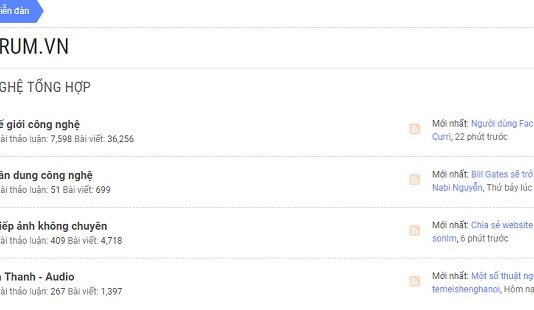 iễn đàn
RUM.VN
GHỆ TỔNG HỢP
ế giới công nghệ
ài thảo luận: 7,598 Bài viết: 36,256
Mới nhất: Người dùng Fac
Curri, 22 phút trước
ân dung công nghệ
ài thảo luận: 51 Bài viết: 699
Mới nhất: Bill Gates sẽ trở
Nabi Nguyễn, Thứ bảy lúc
iếp ảnh không chuyên
ài thảo luận: 409 Bài viết: 4,718
Mới nhất: Chia sẻ website
sonlm, 6 phút trước
Thanh - Audio
ài thảo luận: 267 Bài viết: 1,397
Mới nhất: Một số thuật ng
temeishenghanoi, Hôm na